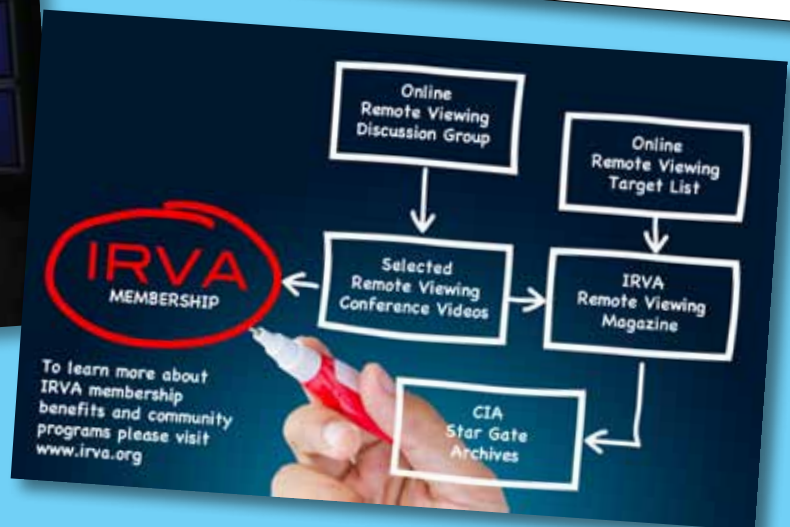 Online
Remote Viewing
Discussion Group
Online
Remote Viewing
Target List
IRVA
MEMBERSHIP
Selected
Remote Viewing
Conference Videos
IRVA
Remote Viewing
Magazine
To learn more about
IRVA membership
benefits and community
programs please visit
www.irva.org
CIA
Star Gate
Archives